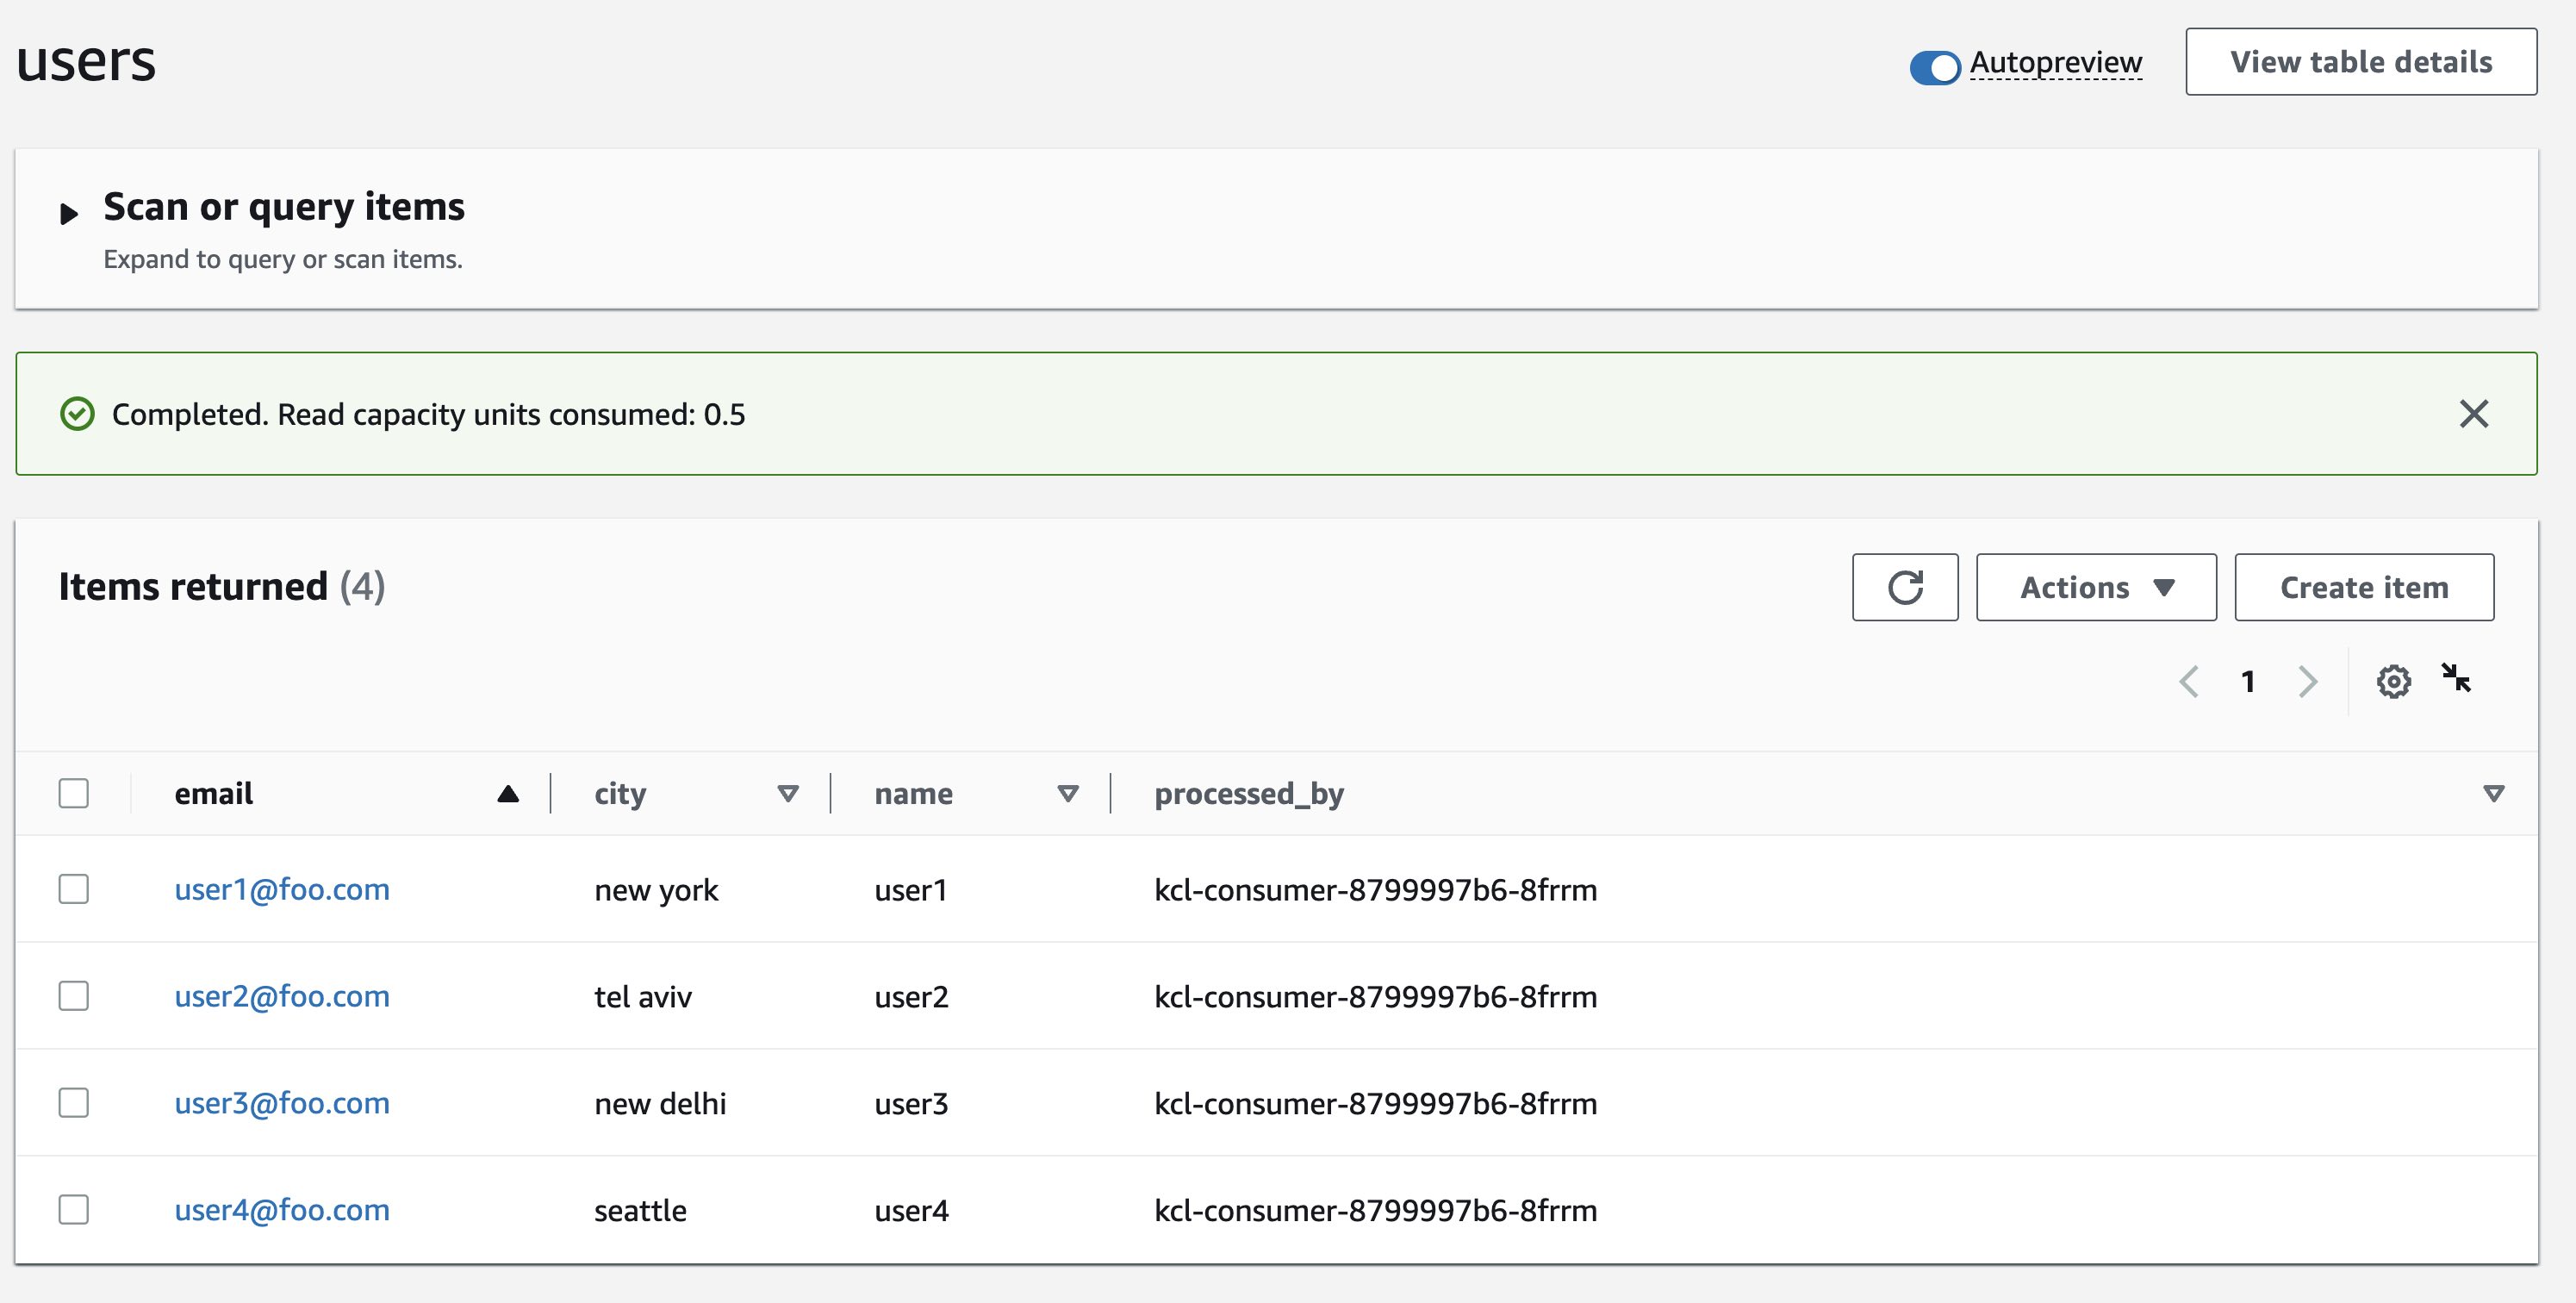 users
Autopreview
View table details
Scan or query items
Expand to query or scan items.
Completed. Read capacity units consumed: 0.5
Items returned (4)
Actions
Create item
1
email city name processed_by
user1@foo.com new york user1 kcl-consumer-8799997b6-8frrm
user2@foo.com tel aviv user2 kcl-consumer-8799997b6-8frrm
user3@foo.com new delhi user3 kcl-consumer-8799997b6-8frrm
user4@foo.com seattle user4 kcl-consumer-8799997b6-8frrm